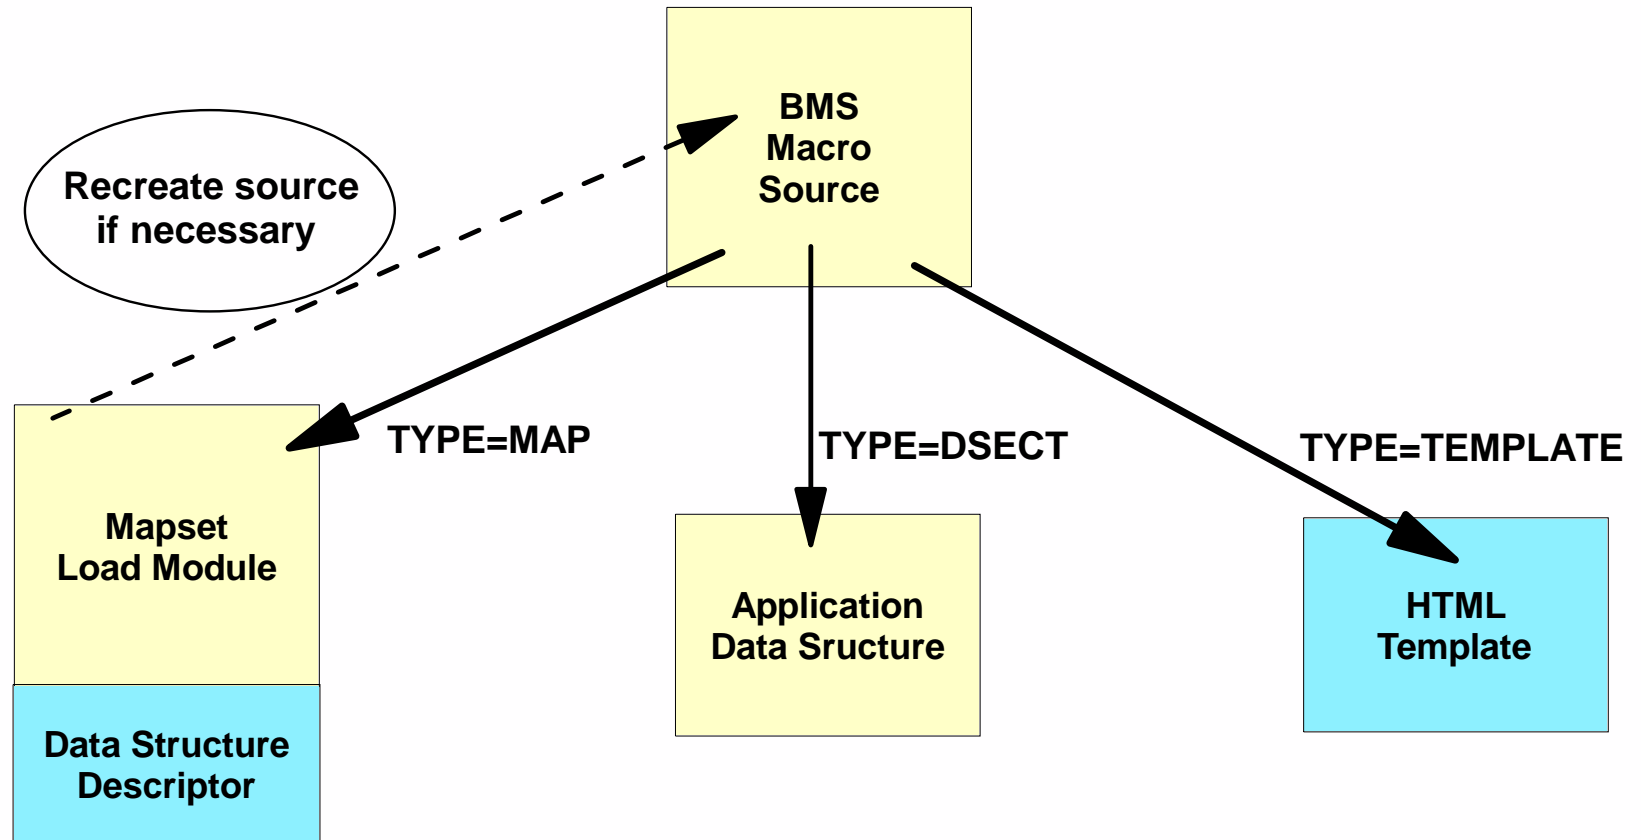 BMS
Macro
Source
Recreate source
if necessary
TYPE=MAP
TYPE=DSECT
TYPE=TEMPLATE
Mapset
Load Module
Application
Data Sructure
HTML
Template
Data Structure
Descriptor